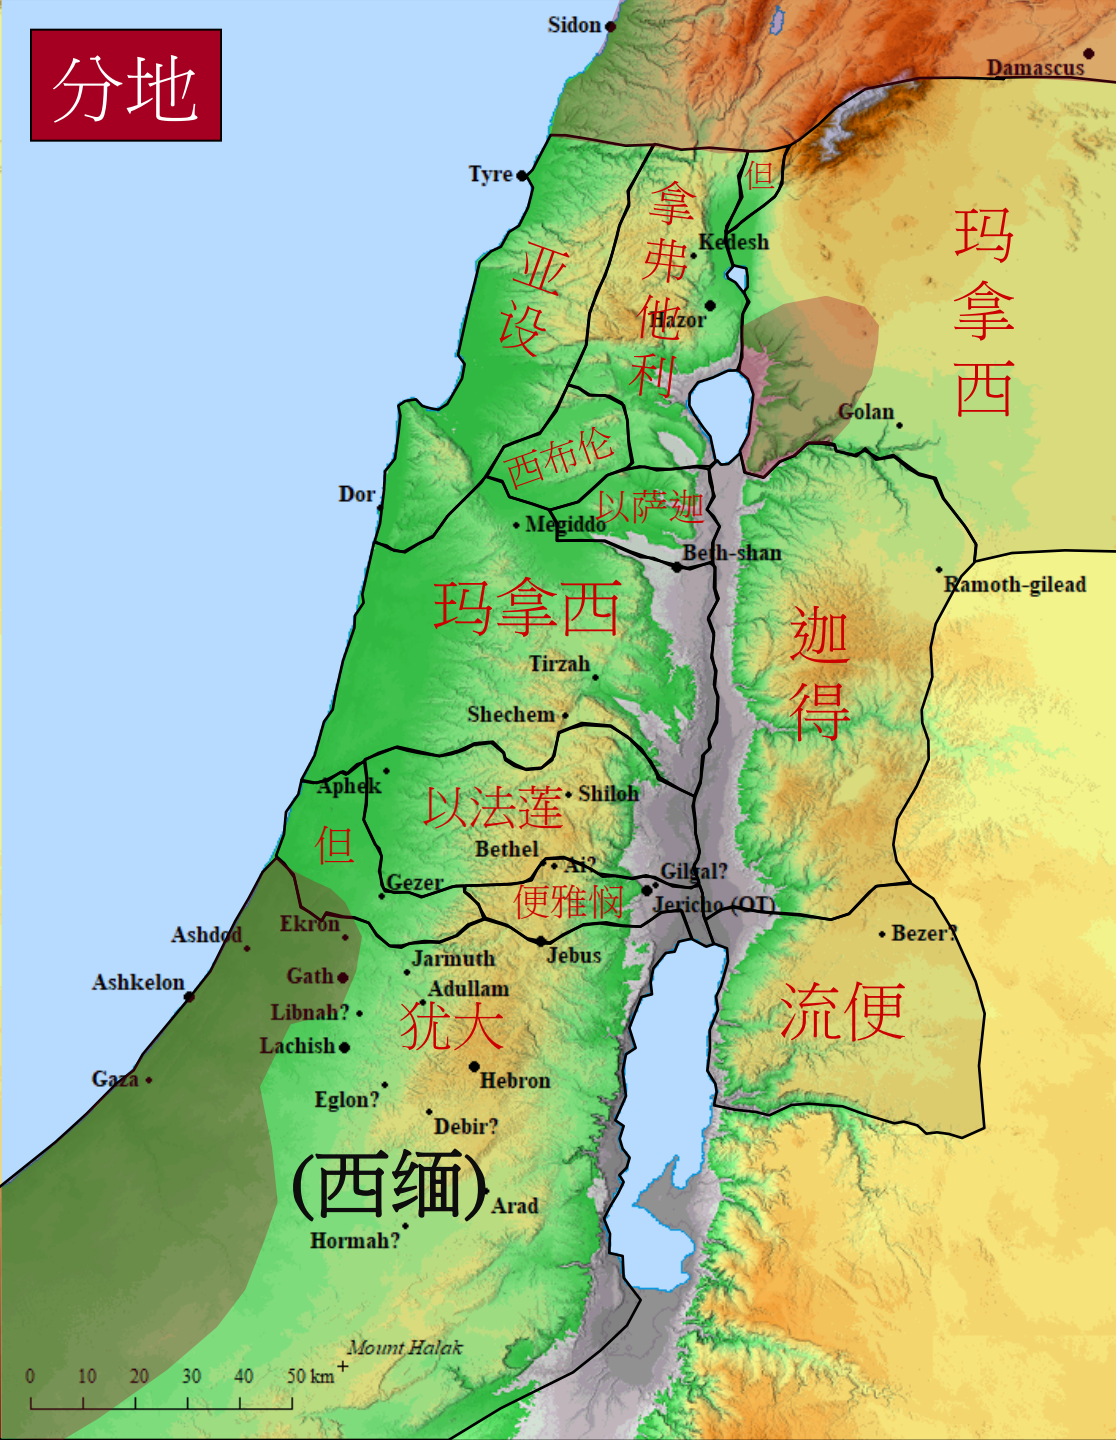 分地
Sidon
Damascus
Tyre
但
拿弗他利
Kedesh
玛拿西
亚设
Hazor
Golan
西布伦
Dor
以萨迦
Megiddo
Beth-shan
Ramoth-gilead
玛拿西
迦得
Tirzah
Shechem
Aphek
以法莲
Shiloh
但
Bethel
Ai?
Gilgal?
Gezer
便雅悯
Jericho (OT)
Ekron
Ashdod
Bezer?
Jebus
Jarmuth
Gath
Ashkelon
Adullam
Libnah?
犹大
流便
Lachish
Gaza
Hebron
Eglon?
Debir?
(西缅)
Arad
Hormah?
Mount Halak
0 10 20 30 40 50 km